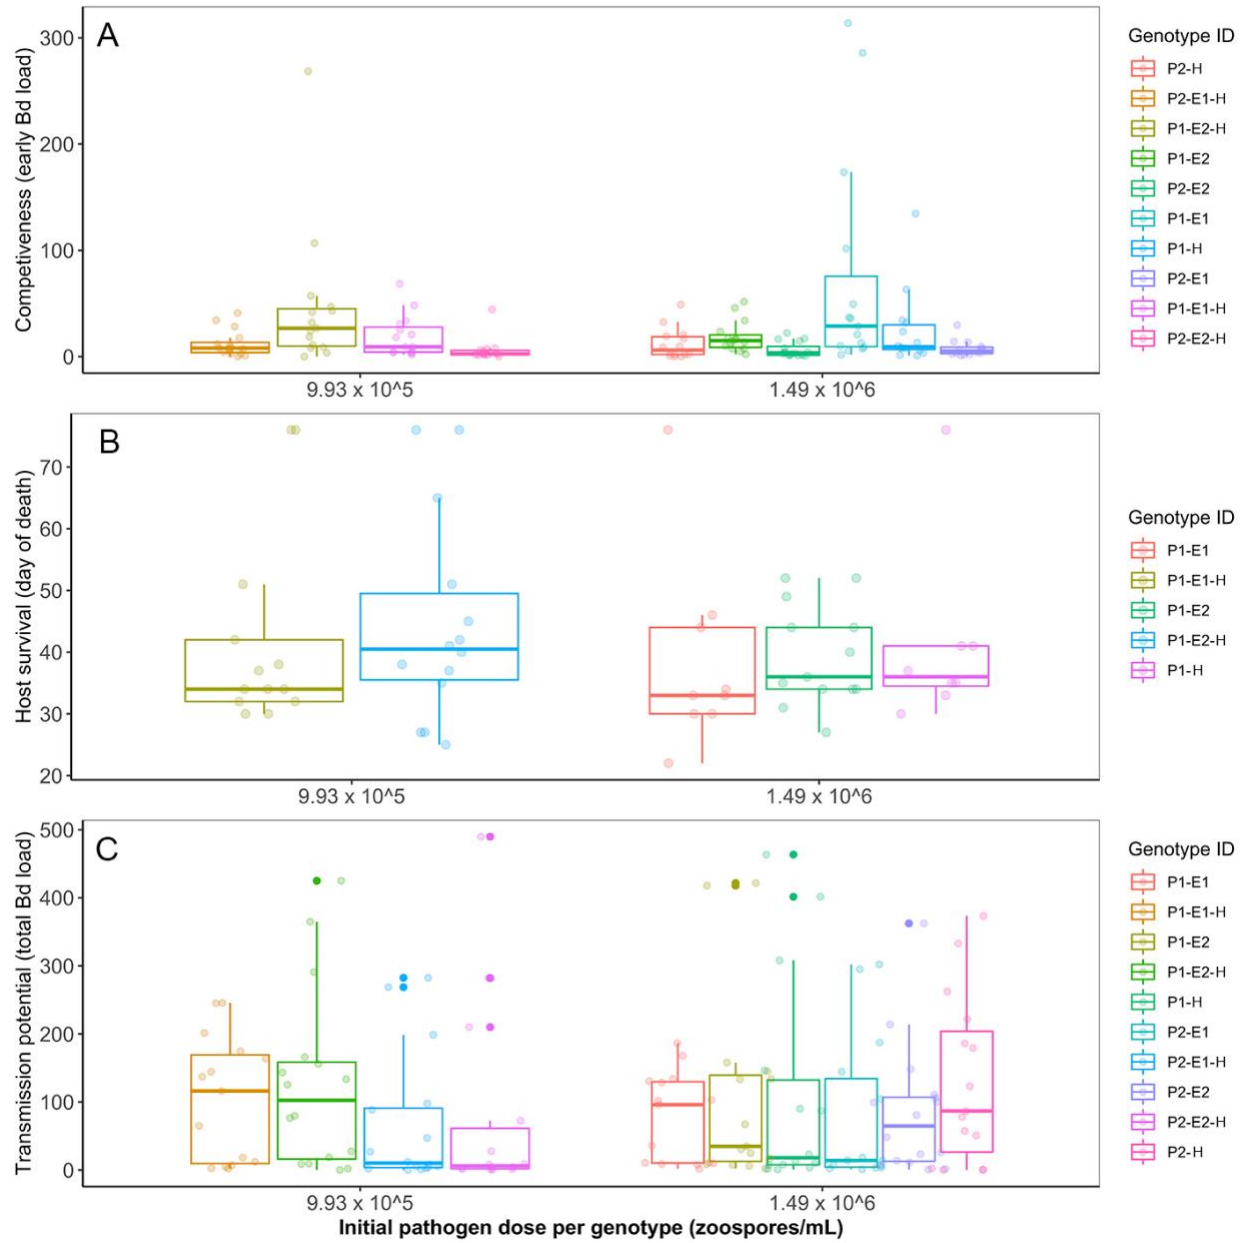 A
Competiveness (early Bd load)
300
200
100
0
9.93 x 10^5
1.49 x 10^6
Genotype ID
P2-H
P2-E1-H
P1-E2-H
P1-E2
P2-E2
P1-E1
P1-H
P2-E1
P1-E1-H
P2-E2-H
B
Host survival (day of death)
70
60
50
40
30
20
9.93 x 10^5
1.49 x 10^6
Genotype ID
P1-E1
P1-E1-H
P1-E2
P1-E2-H
P1-H
C
Transmission potential (total Bd load)
500
400
300
200
100
0
9.93 x 10^5
1.49 x 10^6
Initial pathogen dose per genotype (zoospores/mL)
Genotype ID
P1-E1
P1-E1-H
P1-E2
P1-E2-H
P1-H
P2-E1
P2-E1-H
P2-E2
P2-E2-H
P2-H